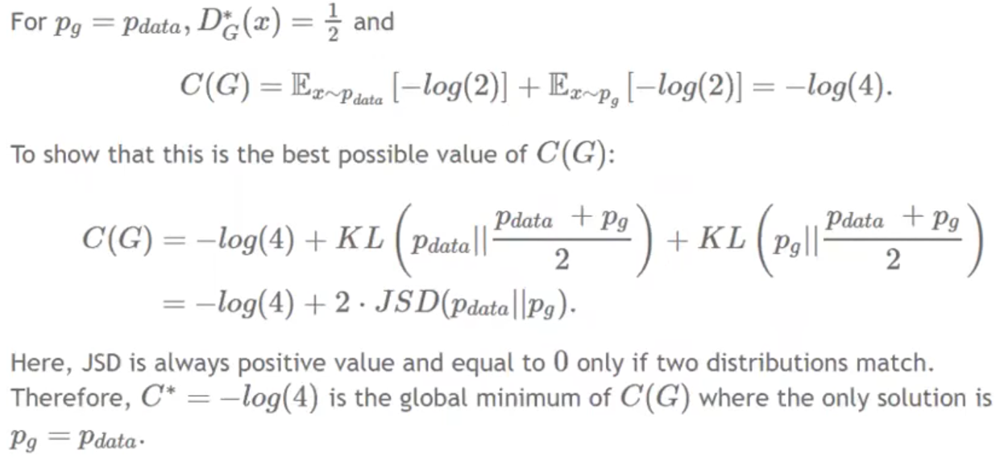 For $p_g = p_{data}, D^*_G(x) = \frac{1}{2}$ and
$C(G) = \mathbb{E}_{x \sim p_{data}} [-log(2)] + \mathbb{E}_{x \sim p_g} [-log(2)] = -log(4).$
To show that this is the best possible value of $C(G)$:
$C(G) = -log(4) + KL \left( p_{data} || \frac{p_{data} + p_g}{2} \right) + KL \left( p_g || \frac{p_{data} + p_g}{2} \right)$
$= -log(4) + 2 \cdot JSD(p_{data} || p_g).$
Here, JSD is always positive value and equal to $0$ only if two distributions match.
Therefore, $C^* = -log(4)$ is the global minimum of $C(G)$ where the only solution is
$p_g = p_{data}.$